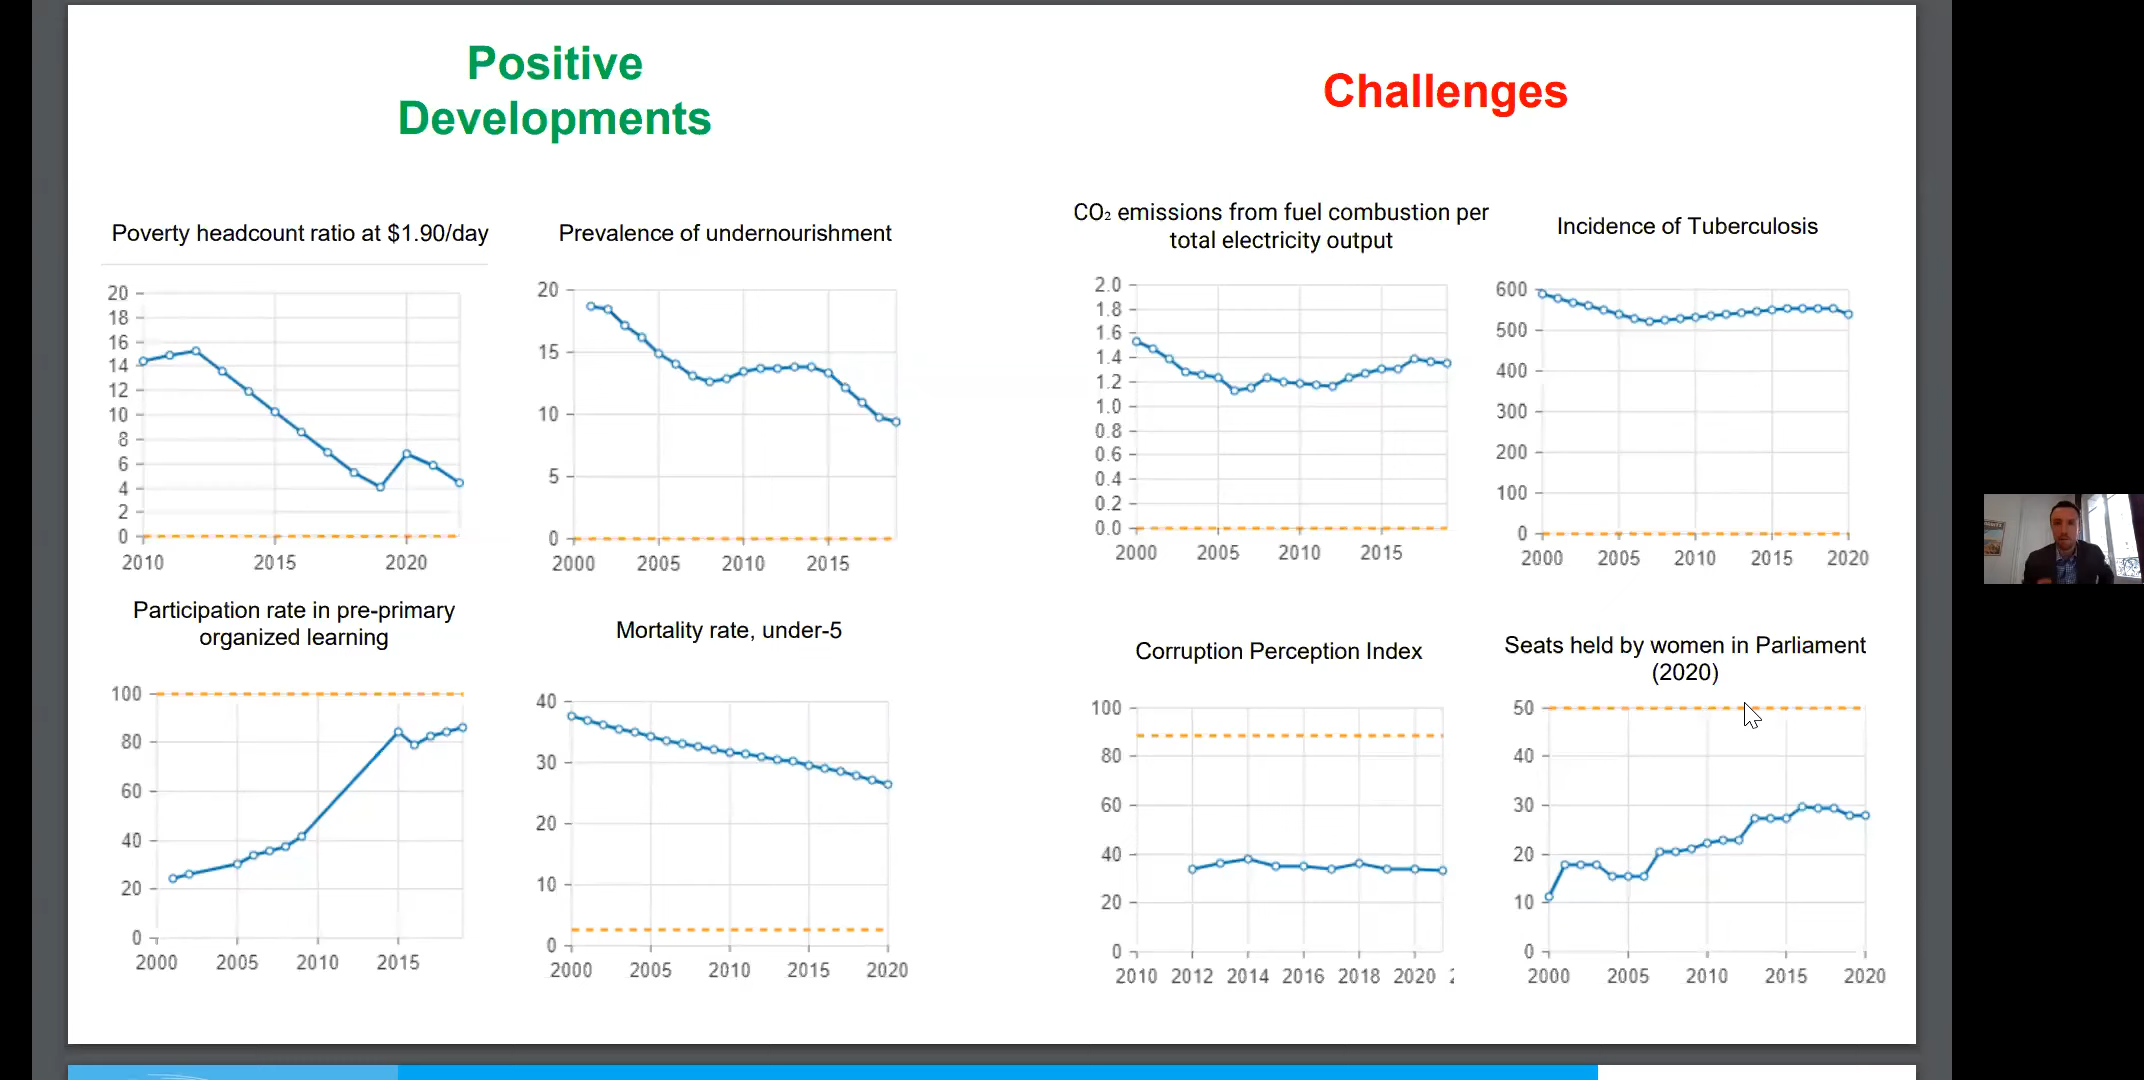 Positive
Developments
Challenges
Poverty headcount ratio at $1.90/day
20
18
16
14
12
10
8
6
4
2
0
2010 2015 2020
Prevalence of undernourishment
20
15
10
5
0
2000 2005 2010 2015
CO₂ emissions from fuel combustion per
total electricity output
2.0
1.8
1.6
1.4
1.2
1.0
0.8
0.6
0.4
0.2
0.0
2000 2005 2010 2015
Incidence of Tuberculosis
600
500
400
300
200
100
0
2000 2005 2010 2015 2020
Participation rate in pre-primary
organized learning
100
80
60
40
20
0
2000 2005 2010 2015
Mortality rate, under-5
40
30
20
10
0
2000 2005 2010 2015 2020
Corruption Perception Index
100
80
60
40
20
0
2010 2012 2014 2016 2018 2020
Seats held by women in Parliament
(2020)
50
40
30
20
10
0
2000 2005 2010 2015 2020